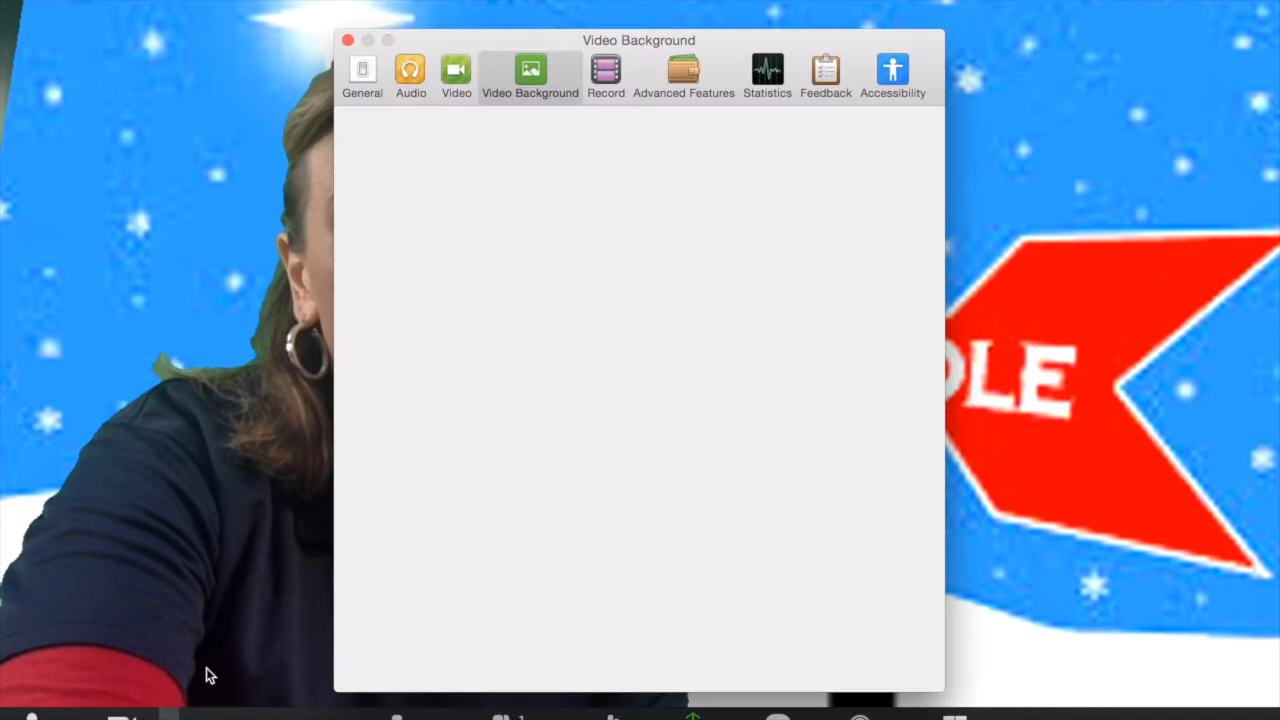 Video Background
General Audio Video Video Background Record Advanced Features Statistics Feedback Accessibility
OLE